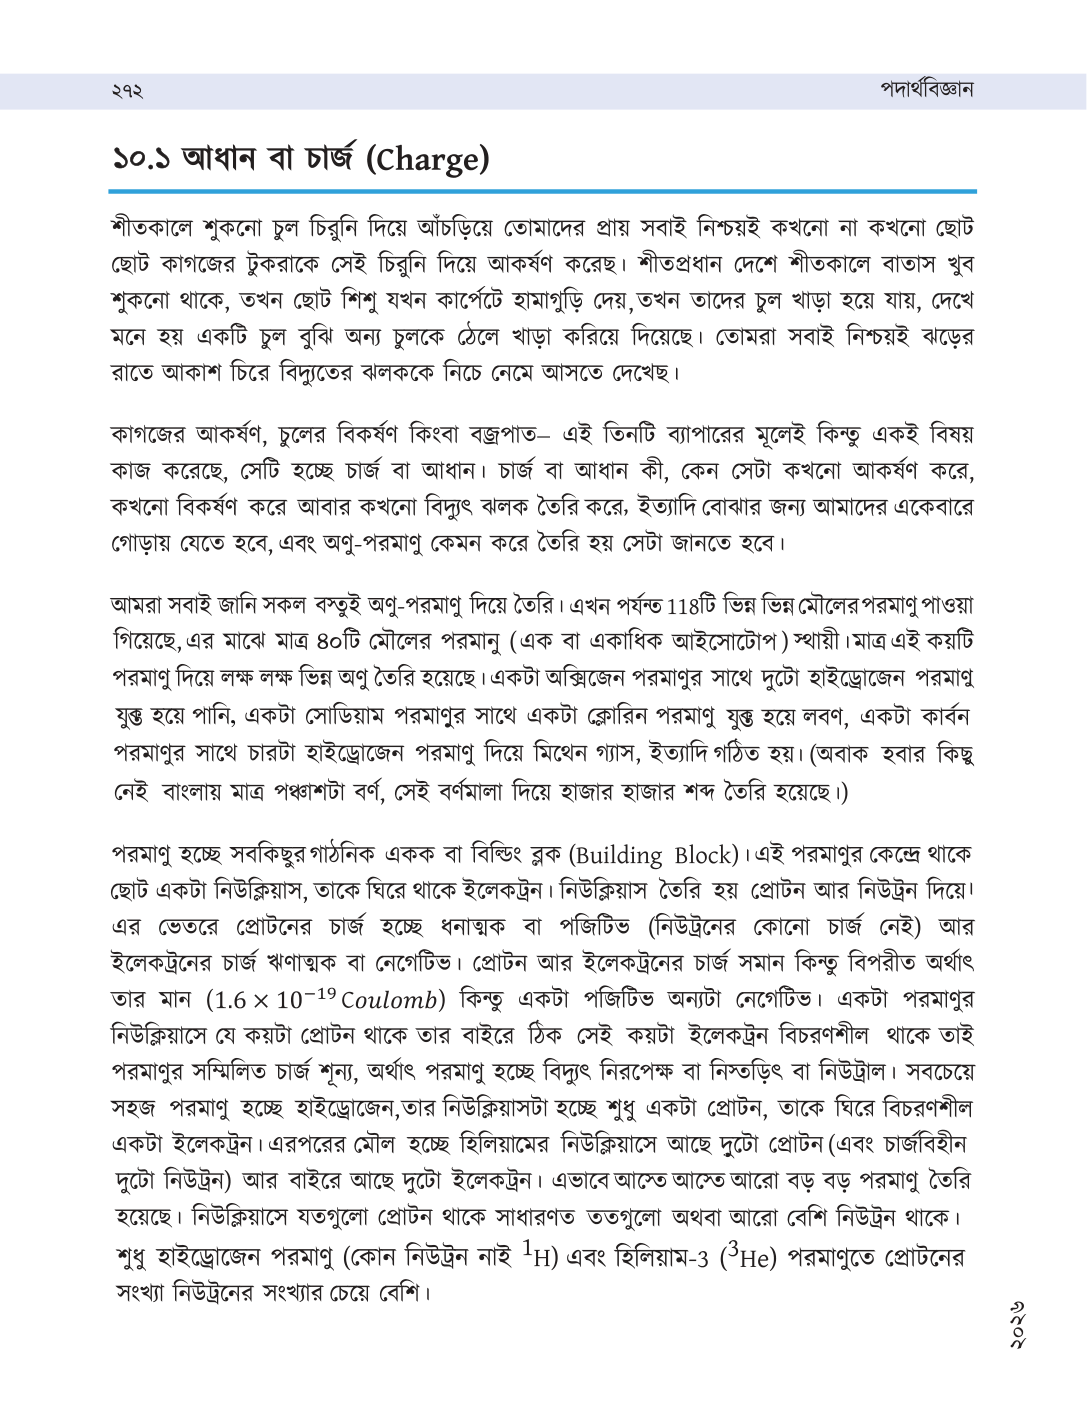 ২৭২ পদার্থবিজ্ঞান
১০.১ আধান বা চার্জ (Charge)
শীতকালে শুকনো চুল চিরুনি দিয়ে আঁচড়িয়ে তোমাদের প্রায় সবাই নিশ্চয়ই কখনো না কখনো ছোট
ছোট কাগজের টুকরাকে সেই চিরুনি দিয়ে আকর্ষণ করেছ। শীতপ্রধান দেশে শীতকালে বাতাস খুব
শুকনো থাকে, তখন ছোট শিশু যখন কার্পেটে হামাগুড়ি দেয়, তখন তাদের চুল খাড়া হয়ে যায়, দেখে
মনে হয় একটি চুল বুঝি অন্য চুলকে ঠেলে খাড়া করিয়ে দিয়েছে। তোমরা সবাই নিশ্চয়ই ঝড়ের
রাতে আকাশ চিরে বিদ্যুতের ঝলককে নিচে নেমে আসতে দেখেছ।
কাগজের আকর্ষণ, চুলের বিকর্ষণ কিংবা বজ্রপাত– এই তিনটি ব্যাপারের মূলেই কিন্তু একই বিষয়
কাজ করেছে, সেটি হচ্ছে চার্জ বা আধান। চার্জ বা আধান কী, কেন সেটা কখনো আকর্ষণ করে,
কখনো বিকর্ষণ করে আবার কখনো বিদ্যুৎ ঝলক তৈরি করে, ইত্যাদি বোঝার জন্য আমাদের একেবারে
গোড়ায় যেতে হবে, এবং অণু-পরমাণু কেমন করে তৈরি হয় সেটা জানতে হবে।
আমরা সবাই জানি সকল বস্তুই অণু-পরমাণু দিয়ে তৈরি। এখন পর্যন্ত 118টি ভিন্ন ভিন্ন মৌলের পরমাণু পাওয়া
গিয়েছে, এর মাঝে মাত্র ৪০টি মৌলের পরমানু (এক বা একাধিক আইসোটোপ) স্থায়ী। মাত্র এই কয়টি
পরমাণু দিয়ে লক্ষ লক্ষ ভিন্ন অণু তৈরি হয়েছে। একটা অক্সিজেন পরমাণুর সাথে দুটো হাইড্রোজেন পরমাণু
যুক্ত হয়ে পানি, একটা সোডিয়াম পরমাণুর সাথে একটা ক্লোরিন পরমাণু যুক্ত হয়ে লবণ, একটা কার্বন
পরমাণুর সাথে চারটা হাইড্রোজেন পরমাণু দিয়ে মিথেন গ্যাস, ইত্যাদি গঠিত হয়। (অবাক হবার কিছু
নেই বাংলায় মাত্র পঞ্চাশটা বর্ণ, সেই বর্ণমালা দিয়ে হাজার হাজার শব্দ তৈরি হয়েছে।)
পরমাণু হচ্ছে সবকিছুর গাঠনিক একক বা বিল্ডিং ব্লক (Building Block)। এই পরমাণুর কেন্দ্রে থাকে
ছোট একটা নিউক্লিয়াস, তাকে ঘিরে থাকে ইলেকট্রন। নিউক্লিয়াস তৈরি হয় প্রোটন আর নিউট্রন দিয়ে।
এর ভেতরে প্রোটনের চার্জ হচ্ছে ধনাত্মক বা পজিটিভ (নিউট্রনের কোনো চার্জ নেই) আর
ইলেকট্রনের চার্জ ঋণাত্মক বা নেগেটিভ। প্রোটন আর ইলেকট্রনের চার্জ সমান কিন্তু বিপরীত অর্থাৎ
তার মান (1.6 × 10⁻¹⁹ Coulomb) কিন্তু একটা পজিটিভ অন্যটা নেগেটিভ। একটা পরমাণুর
নিউক্লিয়াসে যে কয়টা প্রোটন থাকে তার বাইরে ঠিক সেই কয়টা ইলেকট্রন বিচরণশীল থাকে তাই
পরমাণুর সম্মিলিত চার্জ শূন্য, অর্থাৎ পরমাণু হচ্ছে বিদ্যুৎ নিরপেক্ষ বা নিস্তড়িৎ বা নিউট্রাল। সবচেয়ে
সহজ পরমাণু হচ্ছে হাইড্রোজেন, তার নিউক্লিয়াসটা হচ্ছে শুধু একটা প্রোটন, তাকে ঘিরে বিচরণশীল
একটা ইলেকট্রন। এরপরের মৌল হচ্ছে হিলিয়ামের নিউক্লিয়াসে আছে দুটো প্রোটন (এবং চার্জবিহীন
দুটো নিউট্রন) আর বাইরে আছে দুটো ইলেকট্রন। এভাবে আস্তে আস্তে আরো বড় বড় পরমাণু তৈরি
হয়েছে। নিউক্লিয়াসে যতগুলো প্রোটন থাকে সাধারণত ততগুলো অথবা আরো বেশি নিউট্রন থাকে।
শুধু হাইড্রোজেন পরমাণু (কোন নিউট্রন নাই ¹H) এবং হিলিয়াম-3 (³He) পরমাণুতে প্রোটনের
সংখ্যা নিউট্রনের সংখ্যার চেয়ে বেশি।
২০২৬